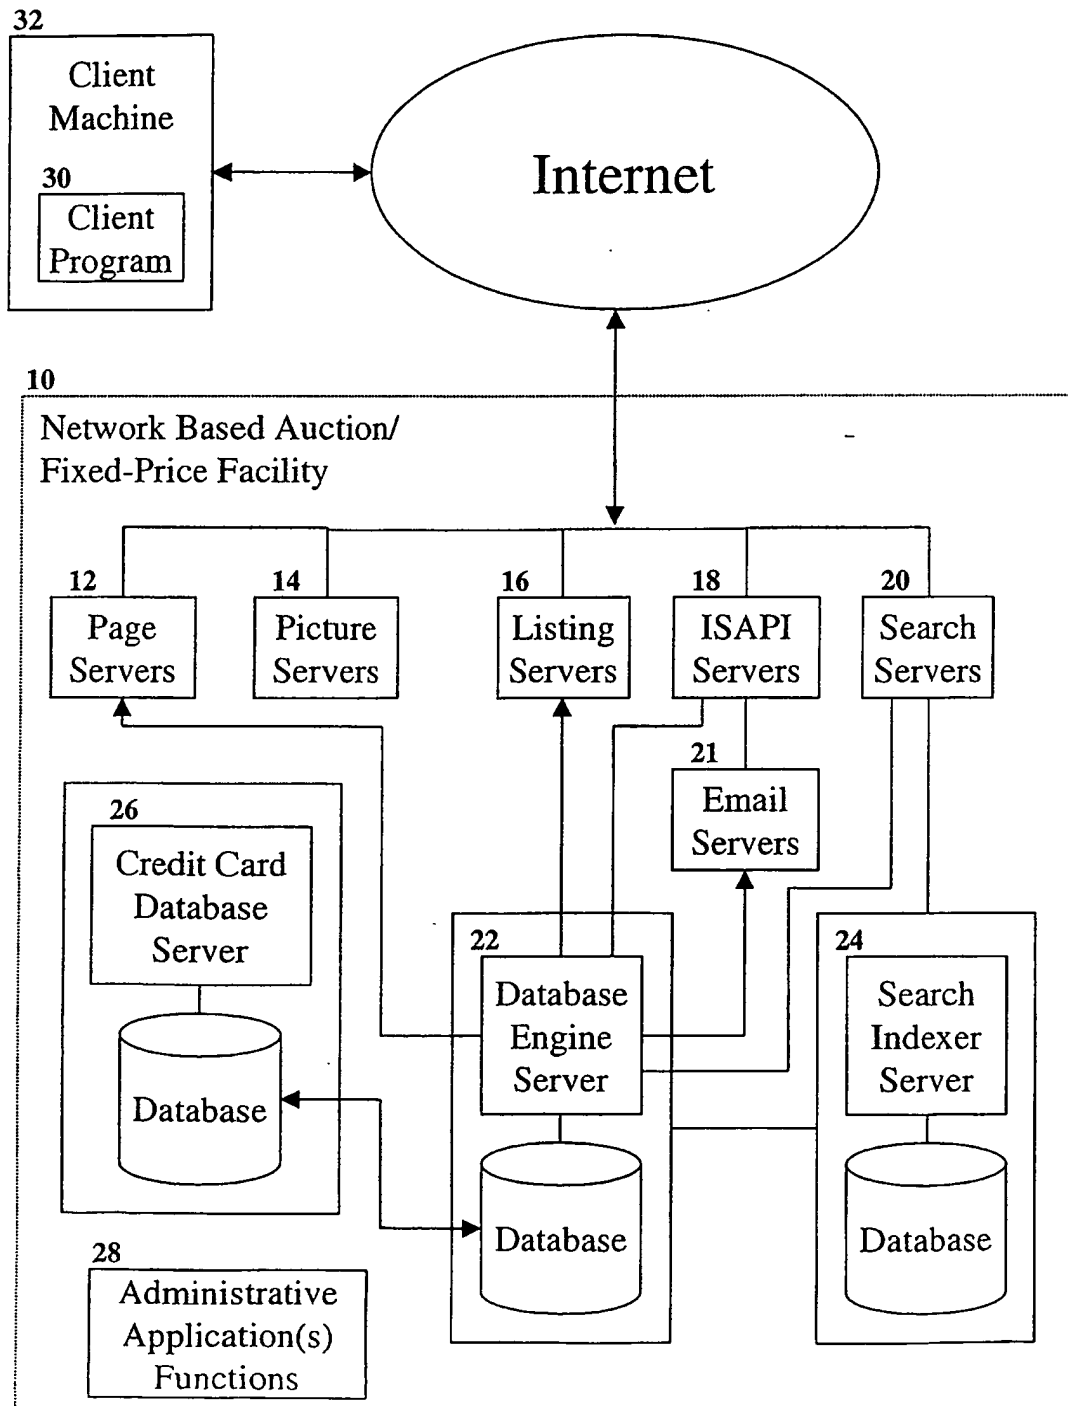 32
Client
Machine
30
Client
Program
Internet
10
Network Based Auction/
Fixed-Price Facility
12
Page
Servers
14
Picture
Servers
16
Listing
Servers
18
ISAPI
Servers
20
Search
Servers
21
Email
Servers
26
Credit Card
Database
Server
Database
22
Database
Engine
Server
Database
24
Search
Indexer
Server
Database
28
Administrative
Application(s)
Functions